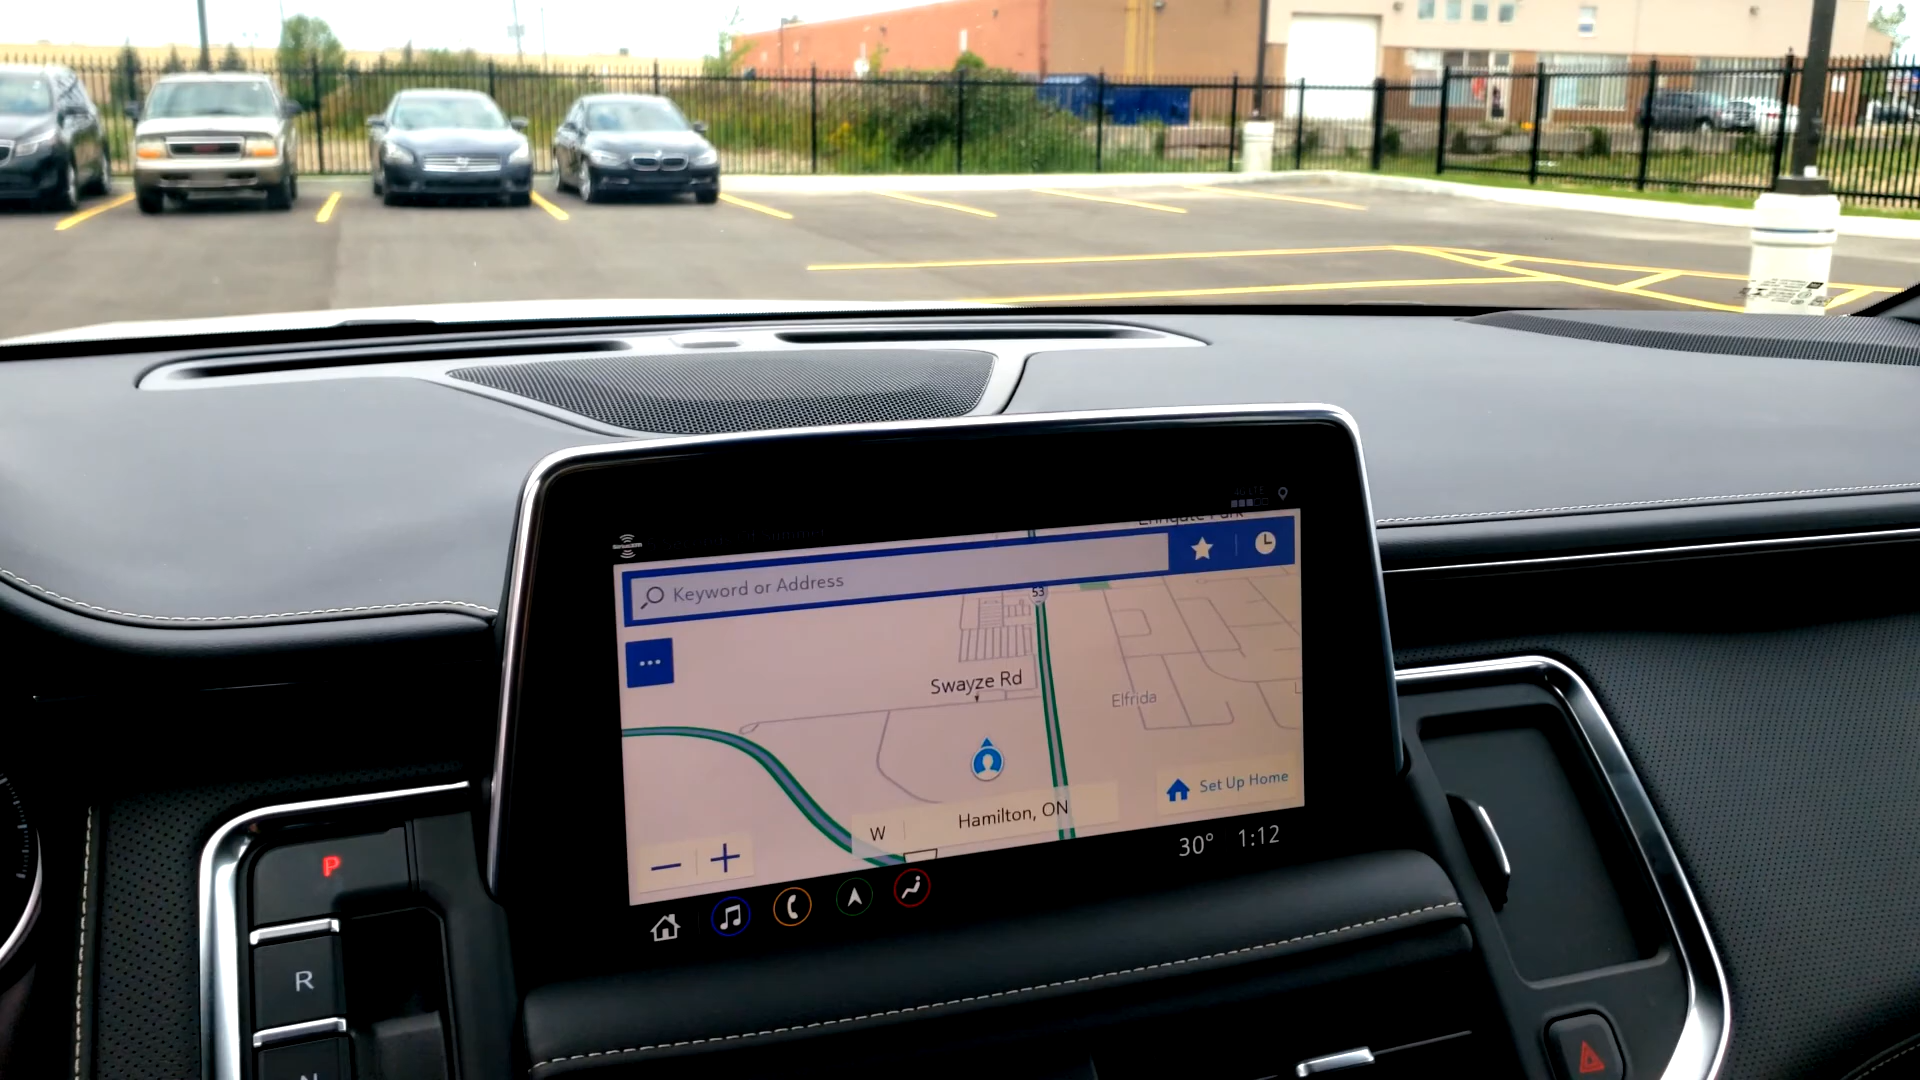 Keyword or Address
53
Swayze Rd
Elfrida
Set Up Home
W
Hamilton, ON
30° 1:12
P
R
N